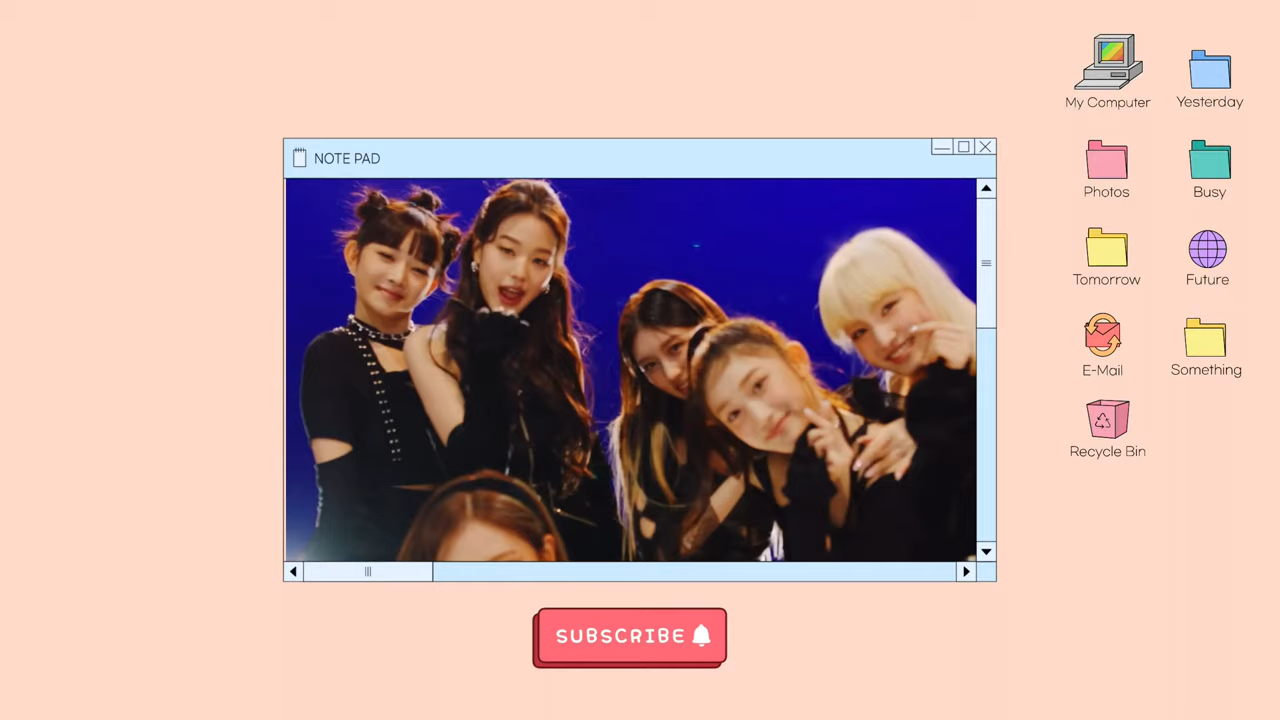 My Computer
Yesterday
NOTE PAD
Photos
Busy
Tomorrow
Future
E-Mail
Something
Recycle Bin
SUBSCRIBE